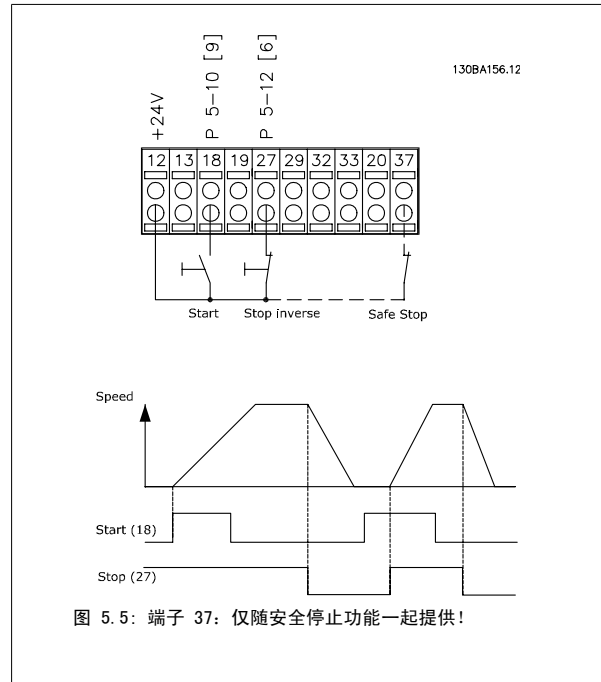 130BA156.12
+24V
P 5-10 [9]
P 5-12 [6]
12 13 18 19 27 29 32 33 20 37
Start
Stop inverse
Safe Stop
Speed
Start (18)
Stop (27)
图 5.5: 端子 37: 仅随安全停止功能一起提供!